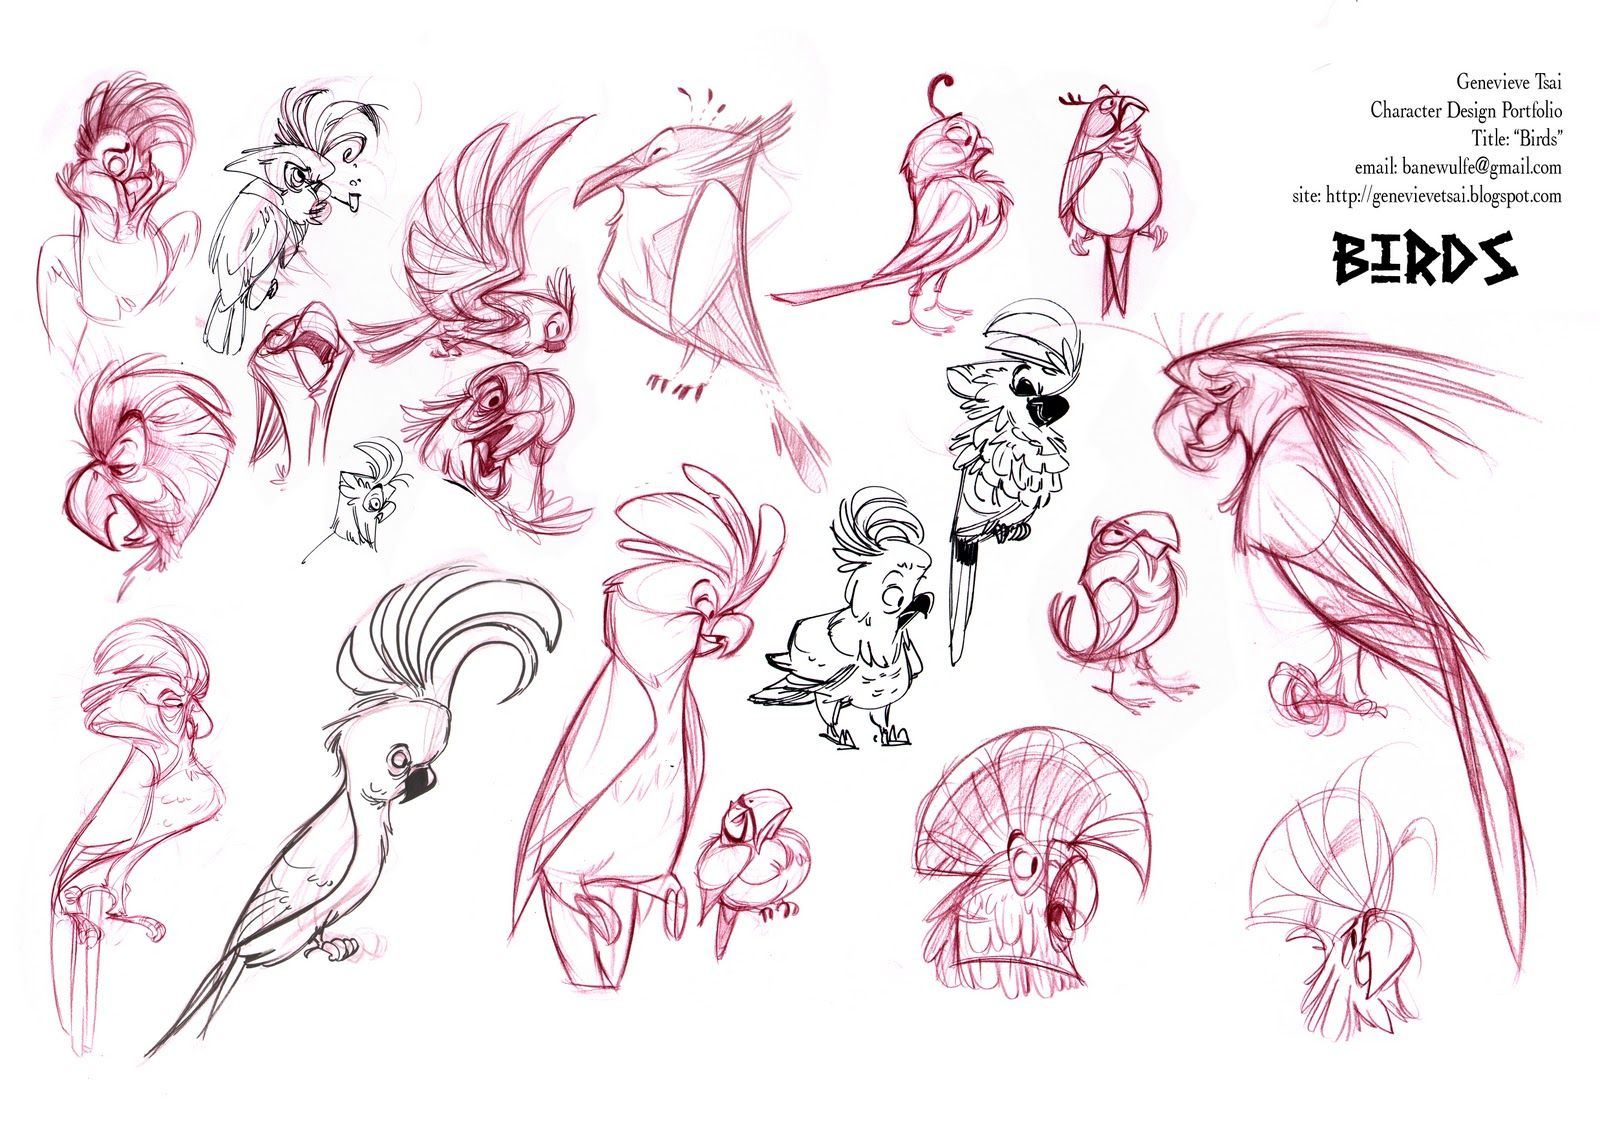 Genevieve Tsai
Character Design Portfolio
Title: “Birds”
email: banewulfe@gmail.com
site: http://genevievetsai.blogspot.com
BIRDS